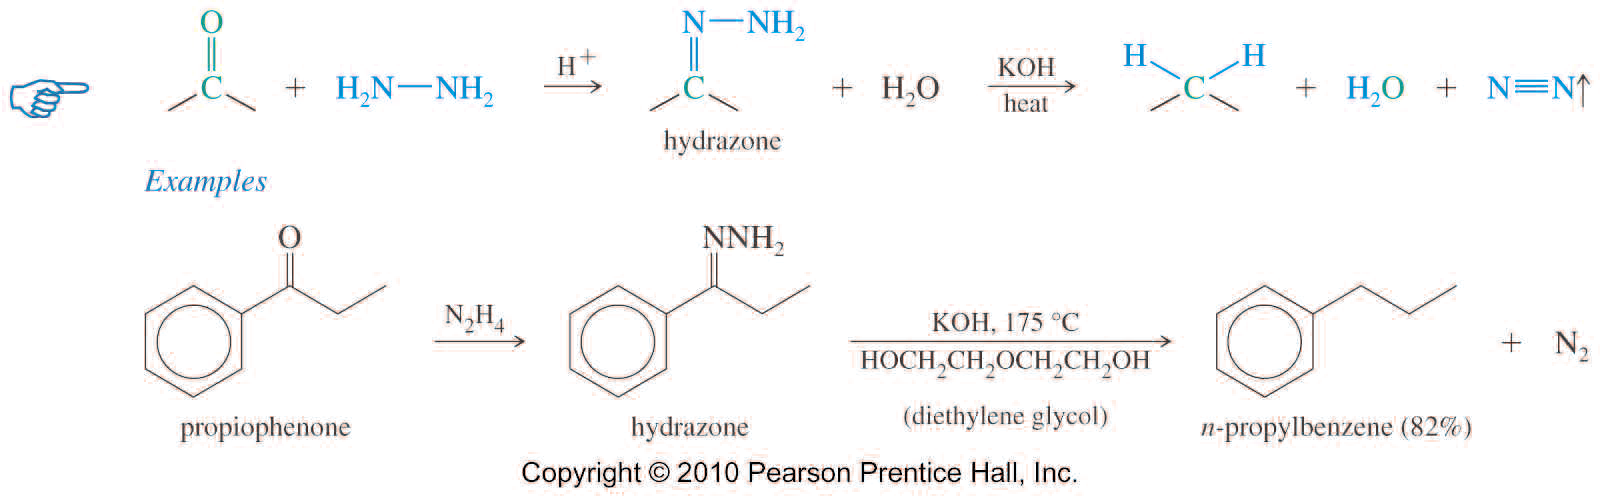 O N—NH₂
C + H₂N—NH₂ H⁺ C + H₂O KOH heat H H C + H₂O + N≡N↑
hydrazone
Examples
O NNH₂
N₂H₄ KOH, 175 °C + N₂
HOCH₂CH₂OCH₂CH₂OH
(diethylene glycol)
propiophenone hydrazone n-propylbenzene (82%)
Copyright © 2010 Pearson Prentice Hall, Inc.